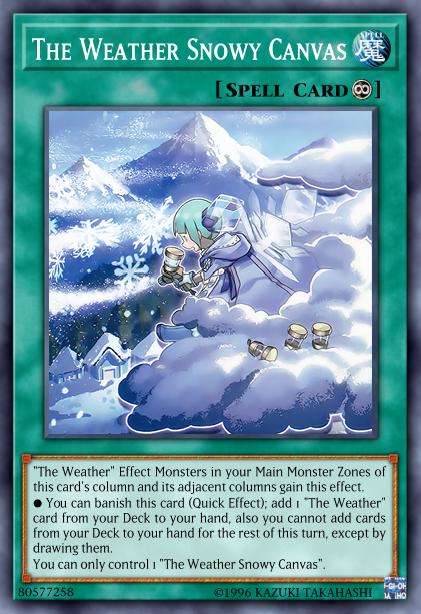 THE WEATHER SNOWY CANVAS
SPELL
魔
[SPELL CARD∞]
"The Weather" Effect Monsters in your Main Monster Zones of
this card's column and its adjacent columns gain this effect.
● You can banish this card (Quick Effect); add 1 "The Weather"
card from your Deck to your hand, also you cannot add cards
from your Deck to your hand for the rest of this turn, except by
drawing them.
You can only control 1 "The Weather Snowy Canvas".
80577258
©1996 KAZUKI TAKAHASHI